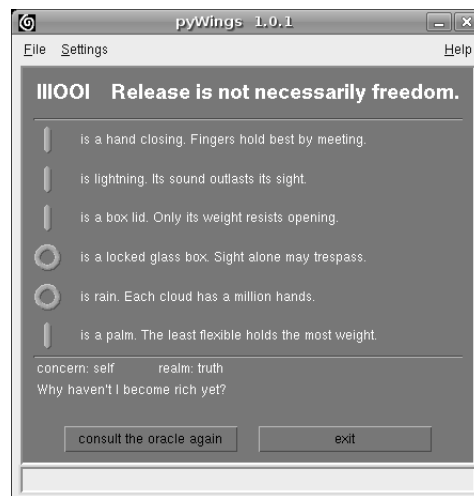 pyWings 1.0.1
File Settings Help
IIIOOI Release is not necessarily freedom.
is a hand closing. Fingers hold best by meeting.
is lightning. Its sound outlasts its sight.
is a box lid. Only its weight resists opening.
is a locked glass box. Sight alone may trespass.
is rain. Each cloud has a million hands.
is a palm. The least flexible holds the most weight.
concern: self realm: truth
Why haven't I become rich yet?
consult the oracle again exit